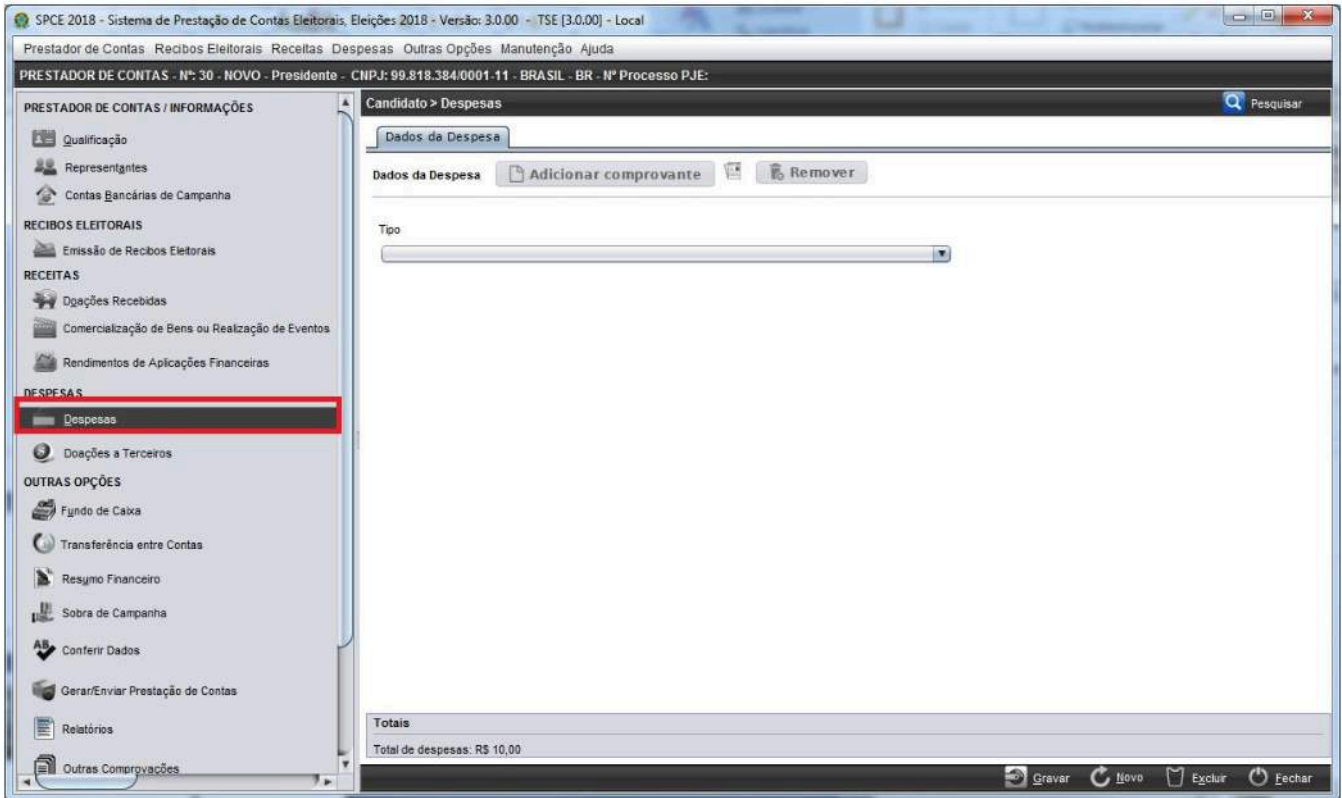 SPCE 2018 - Sistema de Prestação de Contas Eleitorais, Eleições 2018 - Versão: 3.0.00 - TSE [3.0.00] - Local
Prestador de Contas Recibos Eleitorais Receitas Despesas Outras Opções Manutenção Ajuda
PRESTADOR DE CONTAS - Nº: 30 - NOVO - Presidente - CNPJ: 99.818.384/0001-11 - BRASIL - BR - Nº Processo PJE:
PRESTADOR DE CONTAS / INFORMAÇÕES
Qualificação
Representantes
Contas Bancárias de Campanha
RECIBOS ELEITORAIS
Emissão de Recibos Eleitorais
RECEITAS
Doações Recebidas
Comercialização de Bens ou Realização de Eventos
Rendimentos de Aplicações Financeiras
DESPESAS
Despesas
Doações a Terceiros
OUTRAS OPÇÕES
Fundo de Caixa
Transferência entre Contas
Resumo Financeiro
Sobra de Campanha
Conferir Dados
Gerar/Enviar Prestação de Contas
Relatórios
Outras Comprovações
Candidato > Despesas
Pesquisar
Dados da Despesa
Dados da Despesa Adicionar comprovante Remover
Tipo
Totais
Total de despesas: R$ 10,00
Gravar Novo Excluir Fechar